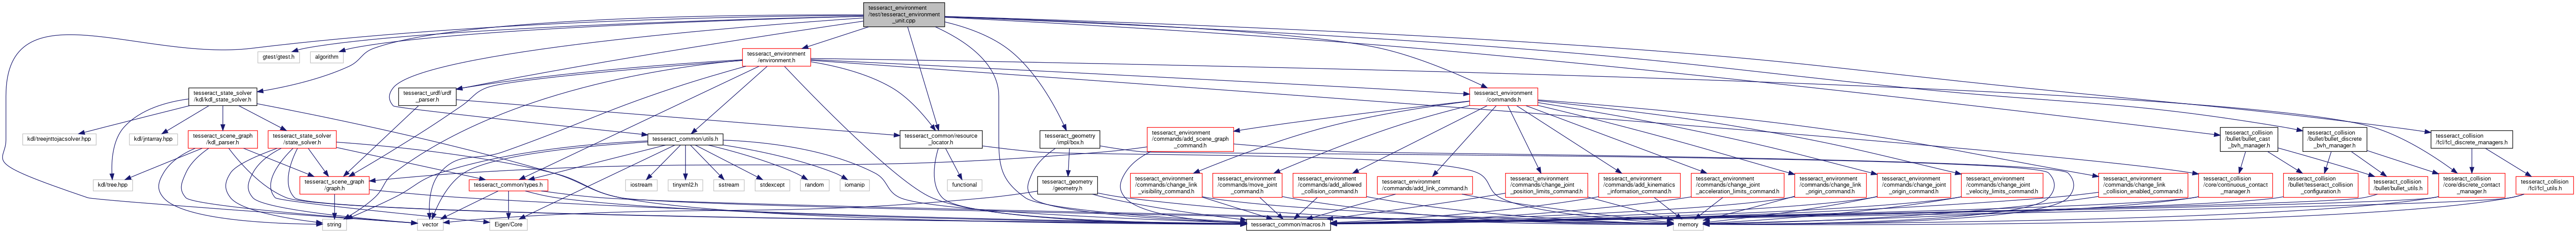 tesseract_environment
/test/tesseract_environment
_unit.cpp
gtest/gtest.h
algorithm
tesseract_environment
/environment.h
tesseract_state_solver
/kdl/kdl_state_solver.h
tesseract_urdf/urdf
_parser.h
tesseract_environment
/commands.h
kdl/treejnttojacsolver.hpp
kdl/jntarray.hpp
tesseract_scene_graph
/kdl_parser.h
tesseract_state_solver
/state_solver.h
tesseract_common/utils.h
tesseract_common/resource
_locator.h
tesseract_geometry
/impl/box.h
tesseract_environment
/commands/add_scene_graph
_command.h
tesseract_collision
/bullet/bullet_cast
_bvh_manager.h
tesseract_collision
/bullet/bullet_discrete
_bvh_manager.h
tesseract_collision
/fcl/fcl_discrete_managers.h
kdl/tree.hpp
tesseract_scene_graph
/graph.h
tesseract_common/types.h
iostream
tinyxml2.h
sstream
stdexcept
random
iomanip
functional
tesseract_geometry
/geometry.h
tesseract_environment
/commands/change_link
_visibility_command.h
tesseract_environment
/commands/move_joint
_command.h
tesseract_environment
/commands/add_allowed
_collision_command.h
tesseract_environment
/commands/add_link_command.h
tesseract_environment
/commands/change_joint
_position_limits_command.h
tesseract_environment
/commands/add_kinematics
_information_command.h
tesseract_environment
/commands/change_joint
_acceleration_limits_command.h
tesseract_environment
/commands/change_link
_origin_command.h
tesseract_environment
/commands/change_joint
_origin_command.h
tesseract_environment
/commands/change_joint
_velocity_limits_command.h
tesseract_environment
/commands/change_link
_collision_enabled_command.h
tesseract_collision
/core/continuous_contact
_manager.h
tesseract_collision
/bullet/tesseract_collision
_configuration.h
tesseract_collision
/bullet/bullet_utils.h
tesseract_collision
/core/discrete_contact
_manager.h
tesseract_collision
/fcl/fcl_utils.h
string
vector
Eigen/Core
tesseract_common/macros.h
memory